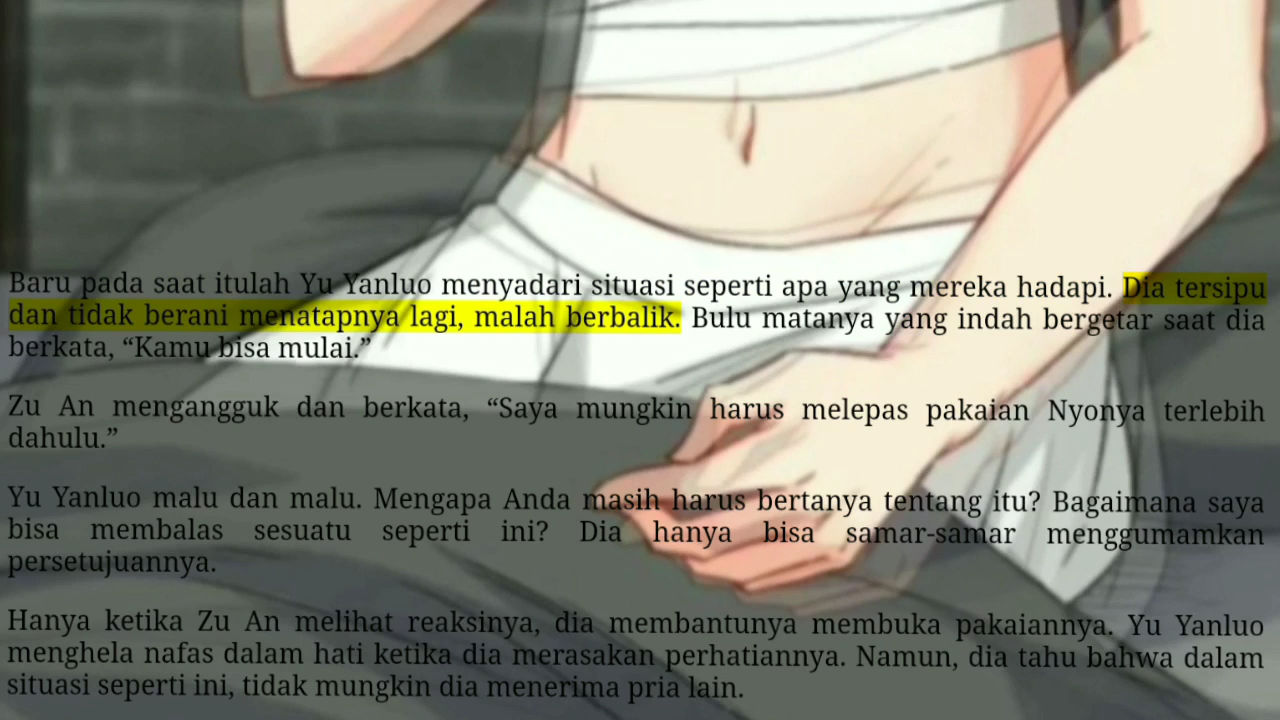 Baru pada saat itulah Yu Yanluo menyadari situasi seperti apa yang mereka hadapi. Dia tersipu
dan tidak berani menatapnya lagi, malah berbalik. Bulu matanya yang indah bergetar saat dia
berkata, “Kamu bisa mulai.”
Zu An mengangguk dan berkata, “Saya mungkin harus melepas pakaian Nyonya terlebih
dahulu.”
Yu Yanluo malu dan malu. Mengapa Anda masih harus bertanya tentang itu? Bagaimana saya
bisa membalas sesuatu seperti ini? Dia hanya bisa samar-samar menggumamkan
persetujuannya.
Hanya ketika Zu An melihat reaksinya, dia membantunya membuka pakaiannya. Yu Yanluo
menghela nafas dalam hati ketika dia merasakan perhatiannya. Namun, dia tahu bahwa dalam
situasi seperti ini, tidak mungkin dia menerima pria lain.